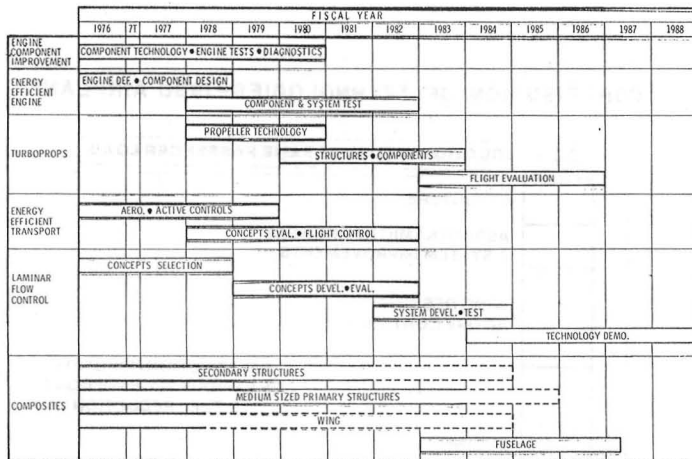 FISCAL YEAR
1976 7T 1977 1978 1979 1980 1981 1982 1983 1984 1985 1986 1987 1988
ENGINE
COMPONENT
IMPROVEMENT
COMPONENT TECHNOLOGY • ENGINE TESTS • DIAGNOSTICS
ENERGY
EFFICIENT
ENGINE
ENGINE DEF. • COMPONENT DESIGN
COMPONENT & SYSTEM TEST
TURBOPROPS
PROPELLER TECHNOLOGY
STRUCTURES • COMPONENTS
FLIGHT EVALUATION
ENERGY
EFFICIENT
TRANSPORT
AERO. • ACTIVE CONTROLS
CONCEPTS EVAL. • FLIGHT CONTROL
LAMINAR
FLOW
CONTROL
CONCEPTS SELECTION
CONCEPTS DEVEL. • EVAL.
SYSTEM DEVEL. • TEST
TECHNOLOGY DEMO.
COMPOSITES
SECONDARY STRUCTURES
MEDIUM SIZED PRIMARY STRUCTURES
WING
FUSELAGE